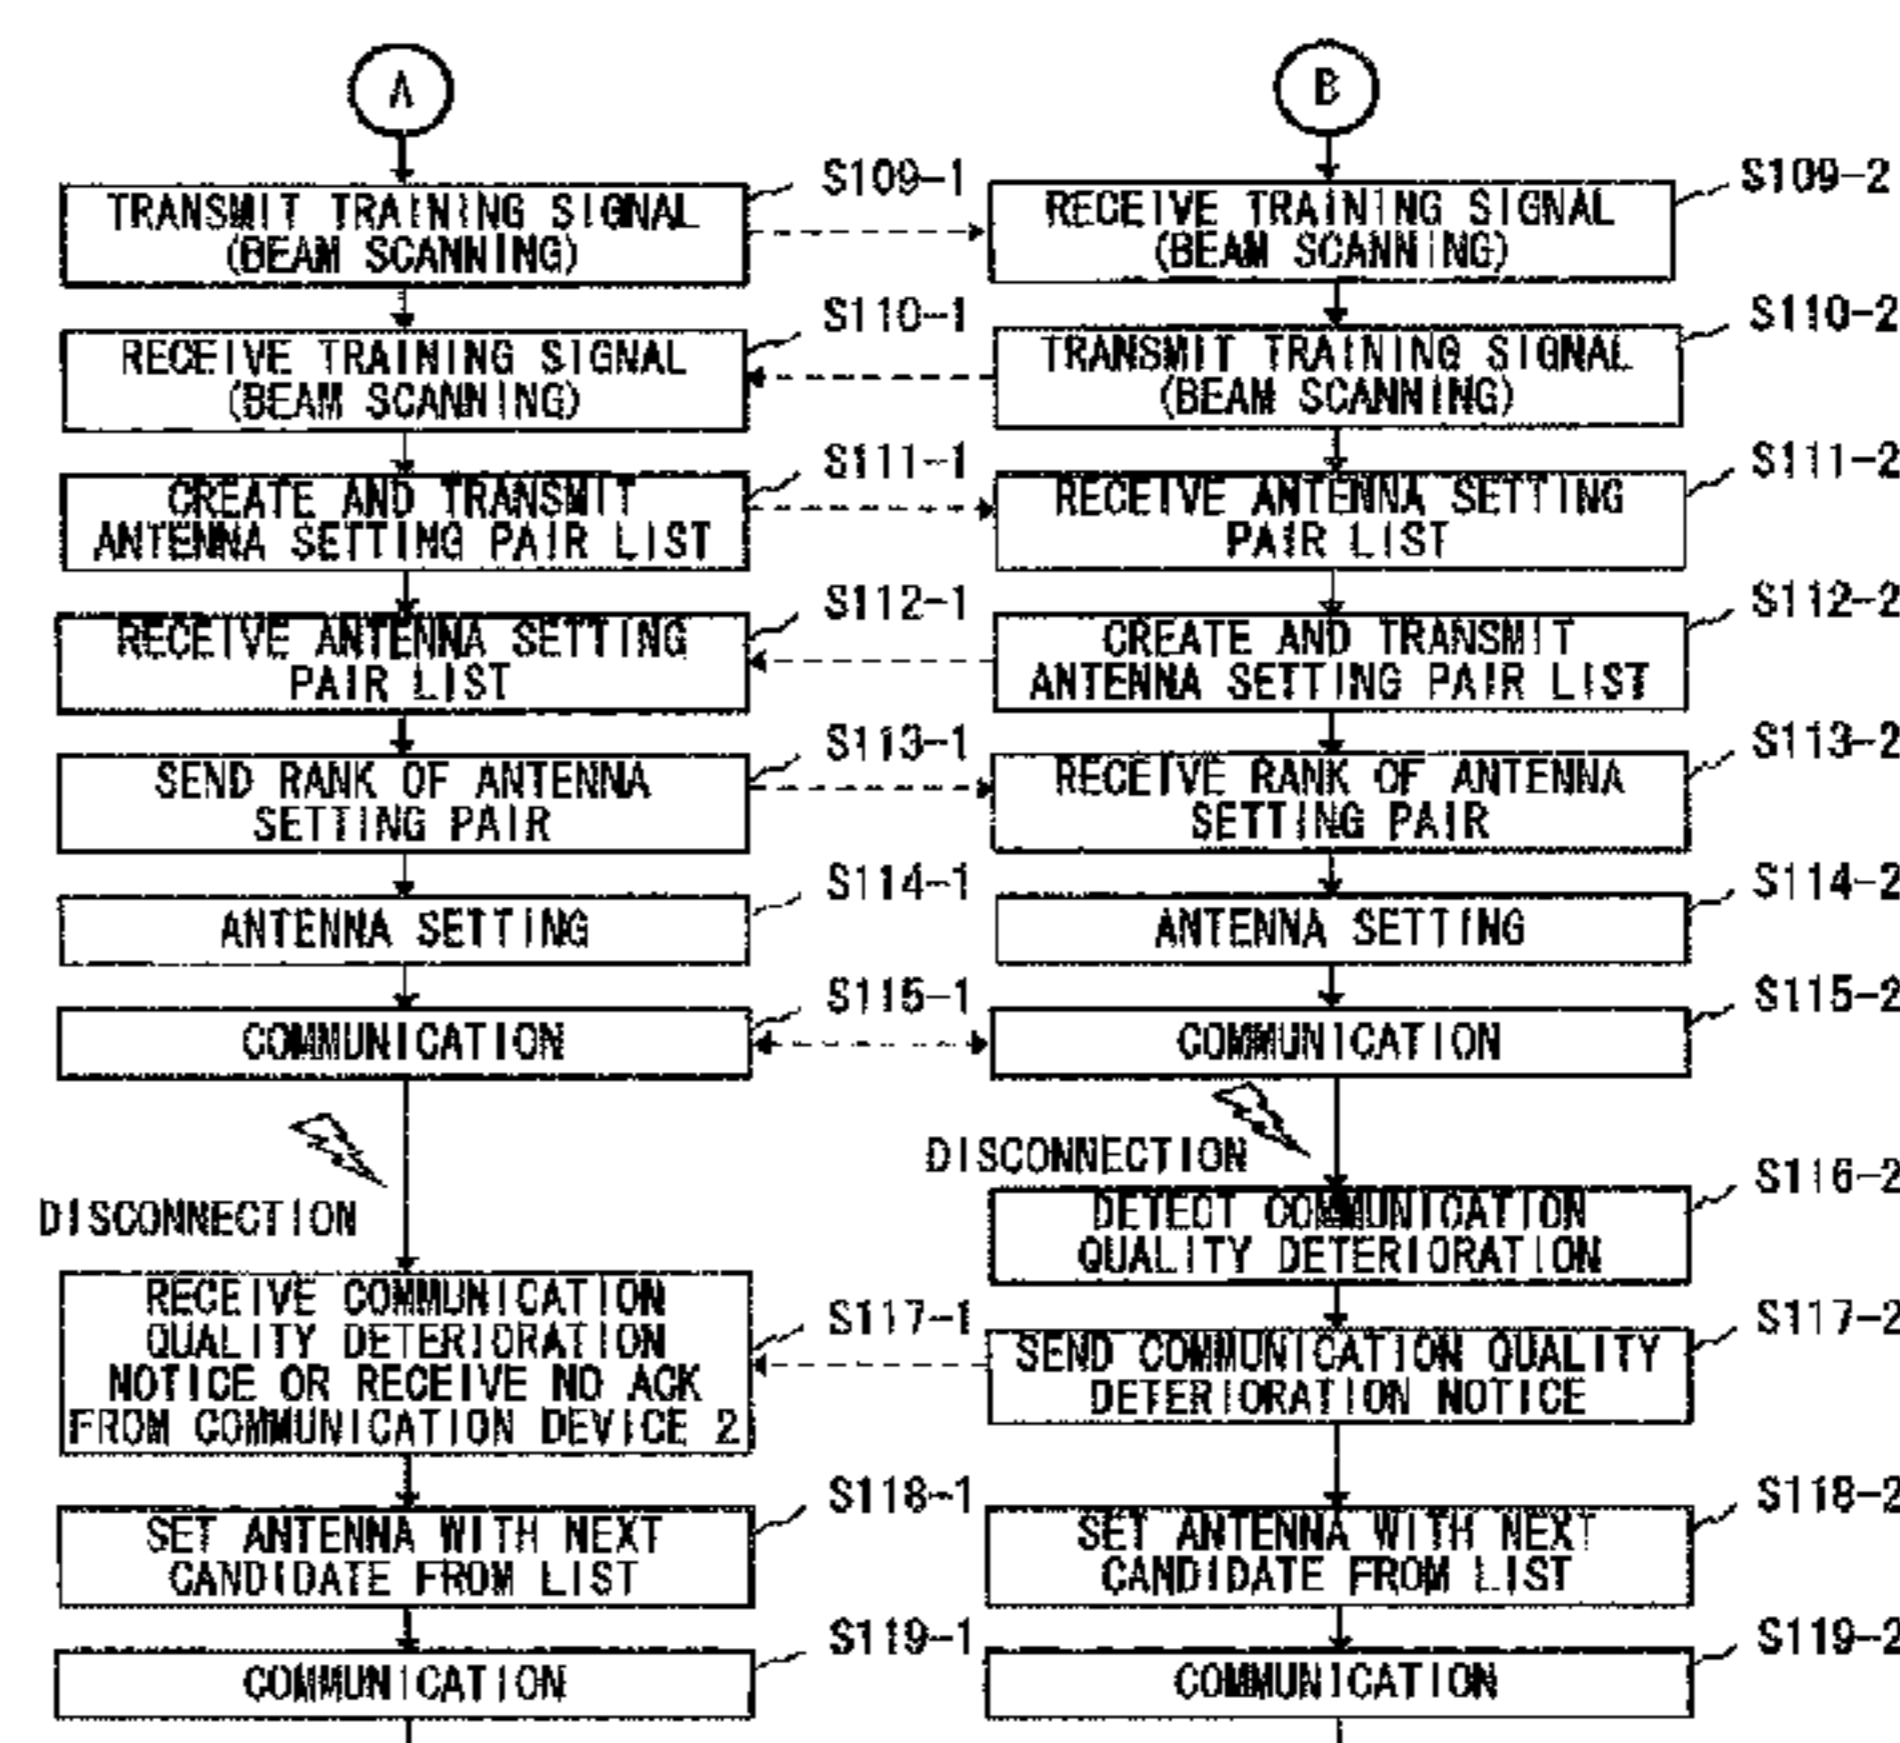 A
B
S109-1
S109-2
TRANSMIT TRAINING SIGNAL
(BEAM SCANNING)
RECEIVE TRAINING SIGNAL
(BEAM SCANNING)
S110-1
S110-2
RECEIVE TRAINING SIGNAL
(BEAM SCANNING)
TRANSMIT TRAINING SIGNAL
(BEAM SCANNING)
S111-1
S111-2
CREATE AND TRANSMIT
ANTENNA SETTING PAIR LIST
RECEIVE ANTENNA SETTING
PAIR LIST
S112-1
S112-2
RECEIVE ANTENNA SETTING
PAIR LIST
CREATE AND TRANSMIT
ANTENNA SETTING PAIR LIST
S113-1
S113-2
SEND RANK OF ANTENNA
SETTING PAIR
RECEIVE RANK OF ANTENNA
SETTING PAIR
S114-1
S114-2
ANTENNA SETTING
ANTENNA SETTING
S115-1
S115-2
COMMUNICATION
COMMUNICATION
DISCONNECTION
DISCONNECTION
S116-2
DETECT COMMUNICATION
QUALITY DETERIORATION
RECEIVE COMMUNICATION
QUALITY DETERIORATION
NOTICE OR RECEIVE NO ACK
FROM COMMUNICATION DEVICE 2
S117-1
S117-2
SEND COMMUNICATION QUALITY
DETERIORATION NOTICE
S118-1
S118-2
SET ANTENNA WITH NEXT
CANDIDATE FROM LIST
SET ANTENNA WITH NEXT
CANDIDATE FROM LIST
S119-1
S119-2
COMMUNICATION
COMMUNICATION